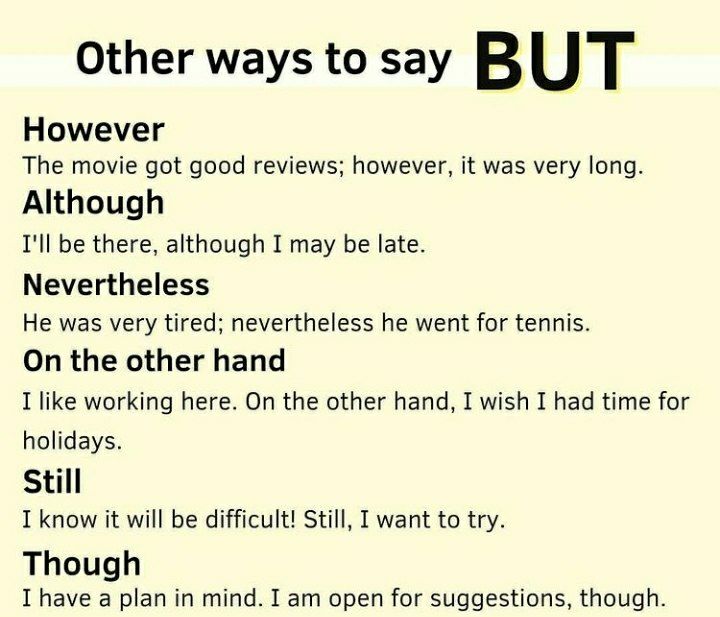 Other ways to say BUT
However
The movie got good reviews; however, it was very long.
Although
I'll be there, although I may be late.
Nevertheless
He was very tired; nevertheless he went for tennis.
On the other hand
I like working here. On the other hand, I wish I had time for
holidays.
Still
I know it will be difficult! Still, I want to try.
Though
I have a plan in mind. I am open for suggestions, though.